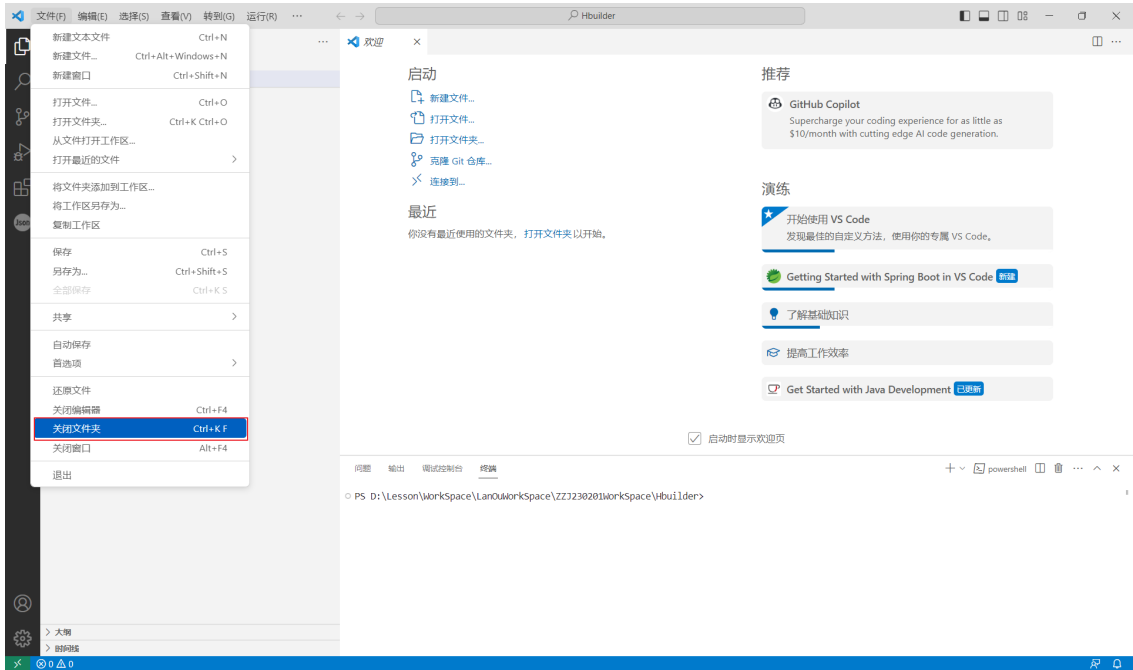 文件(F) 编辑(E) 选择(S) 查看(V) 转到(G) 运行(R) ···
Hbuilder
新建文本文件 Ctrl+N
新建文件... Ctrl+Alt+Windows+N
新建窗口 Ctrl+Shift+N
打开文件... Ctrl+O
打开文件夹... Ctrl+K Ctrl+O
从文件打开工作区...
打开最近的文件
将文件夹添加到工作区...
将工作区另存为...
复制工作区
保存 Ctrl+S
另存为... Ctrl+Shift+S
全部保存 Ctrl+K S
共享
自动保存
首选项
还原文件
关闭编辑器 Ctrl+F4
关闭文件夹 Ctrl+K F
关闭窗口 Alt+F4
退出
Json
大纲
时间线
欢迎
启动
新建文件...
打开文件...
打开文件夹...
克隆 Git 仓库...
连接到...
最近
你没有最近使用的文件夹，打开文件夹以开始。
推荐
GitHub Copilot
Supercharge your coding experience for as little as
$10/month with cutting edge AI code generation.
演练
开始使用 VS Code
发现最佳的自定义方法，使用你的专属 VS Code。
Getting Started with Spring Boot in VS Code 新建
了解基础知识
提高工作效率
Get Started with Java Development 已更新
启动时显示欢迎页
问题 输出 调试控制台 终端
powershell
PS D:\Lesson\WorkSpace\LanOuWorkSpace\ZZJ230201WorkSpace\Hbuilder>
0 0